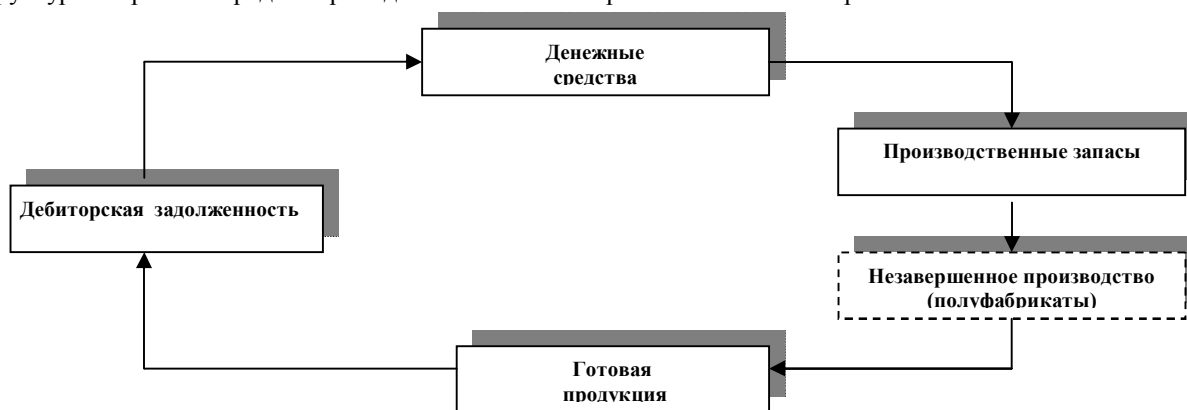 Денежные
средства
Производственные запасы
Дебиторская задолженность
Незавершенное производство
(полуфабрикаты)
Готовая
продукция